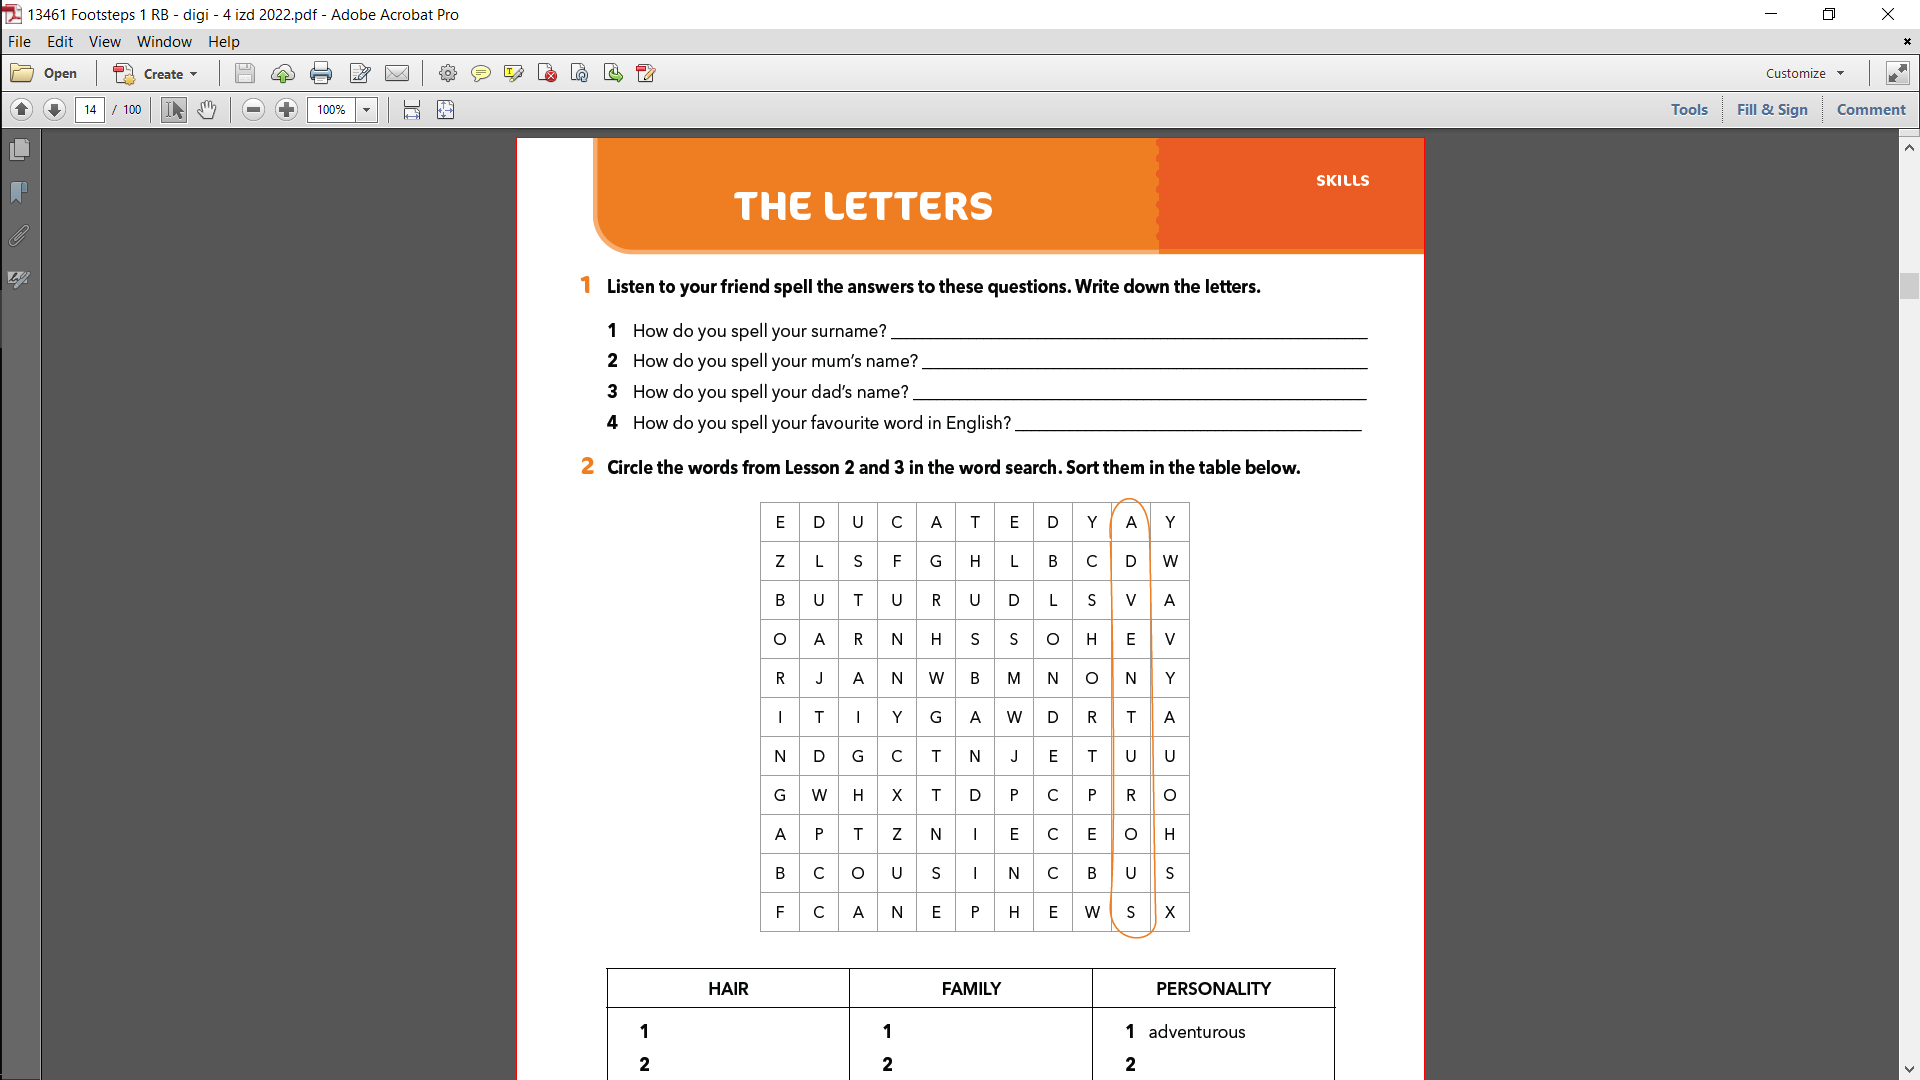 13461 Footsteps 1 RB - digi - 4 izd 2022.pdf - Adobe Acrobat Pro
File Edit View Window Help
Open Create Customize
14 / 100 100% Tools Fill & Sign Comment
THE LETTERS
SKILLS
1 Listen to your friend spell the answers to these questions. Write down the letters.
1 How do you spell your surname?
2 How do you spell your mum's name?
3 How do you spell your dad's name?
4 How do you spell your favourite word in English?
2 Circle the words from Lesson 2 and 3 in the word search. Sort them in the table below.
E D U C A T E D Y A Y
Z L S F G H L B C D W
B U T U R U D L S V A
O A R N H S S O H E V
R J A N W B M N O N Y
I T I Y G A W D R T A
N D G C T N J E T U U
G W H X T D P C P R O
A P T Z N I E C E O H
B C O U S I N C B U S
F C A N E P H E W S X
HAIR FAMILY PERSONALITY
1 1 1 adventurous
2 2 2